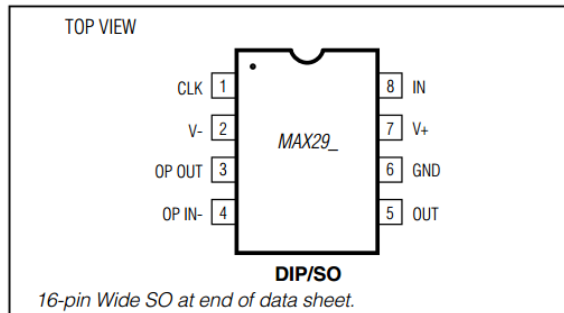 TOP VIEW
CLK 1
V- 2
OP OUT 3
OP IN- 4
MAX29_
8 IN
7 V+
6 GND
5 OUT
DIP/SO
16-pin Wide SO at end of data sheet.